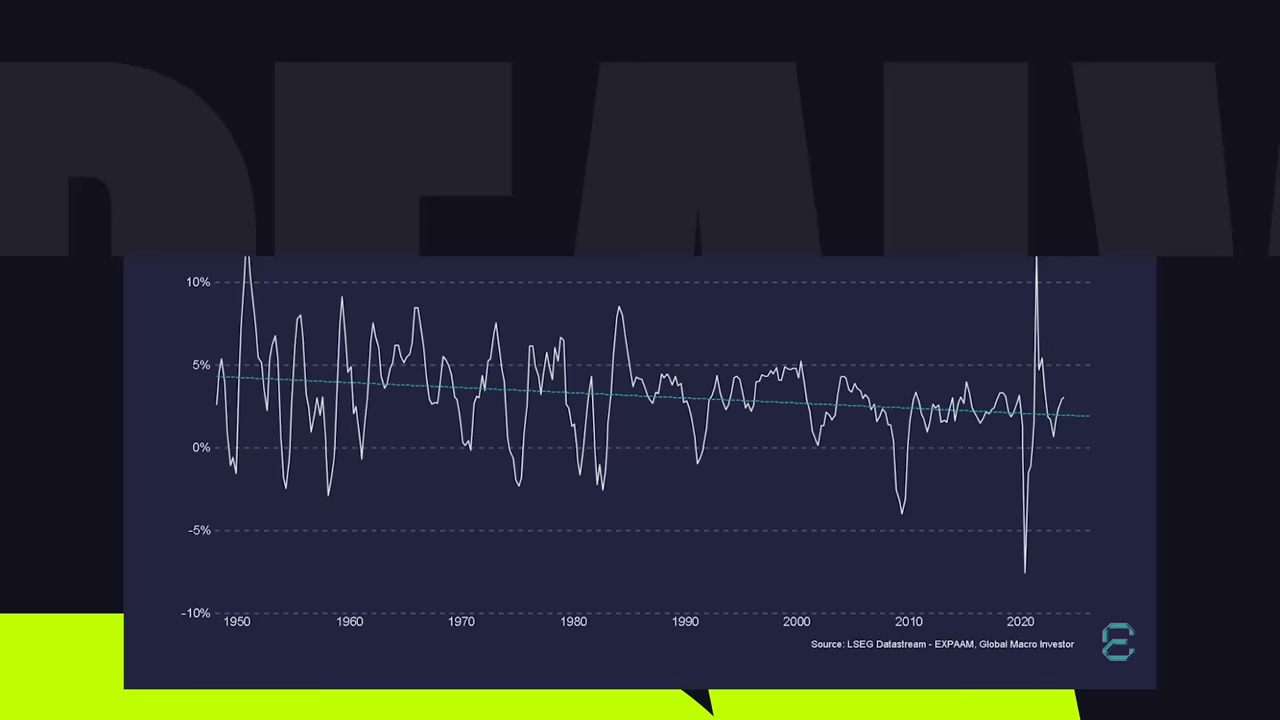 REALV
10%
5%
0%
-5%
-10%
1950 1960 1970 1980 1990 2000 2010 2020
Source: LSEG Datastream - EXPAAM, Global Macro Investor